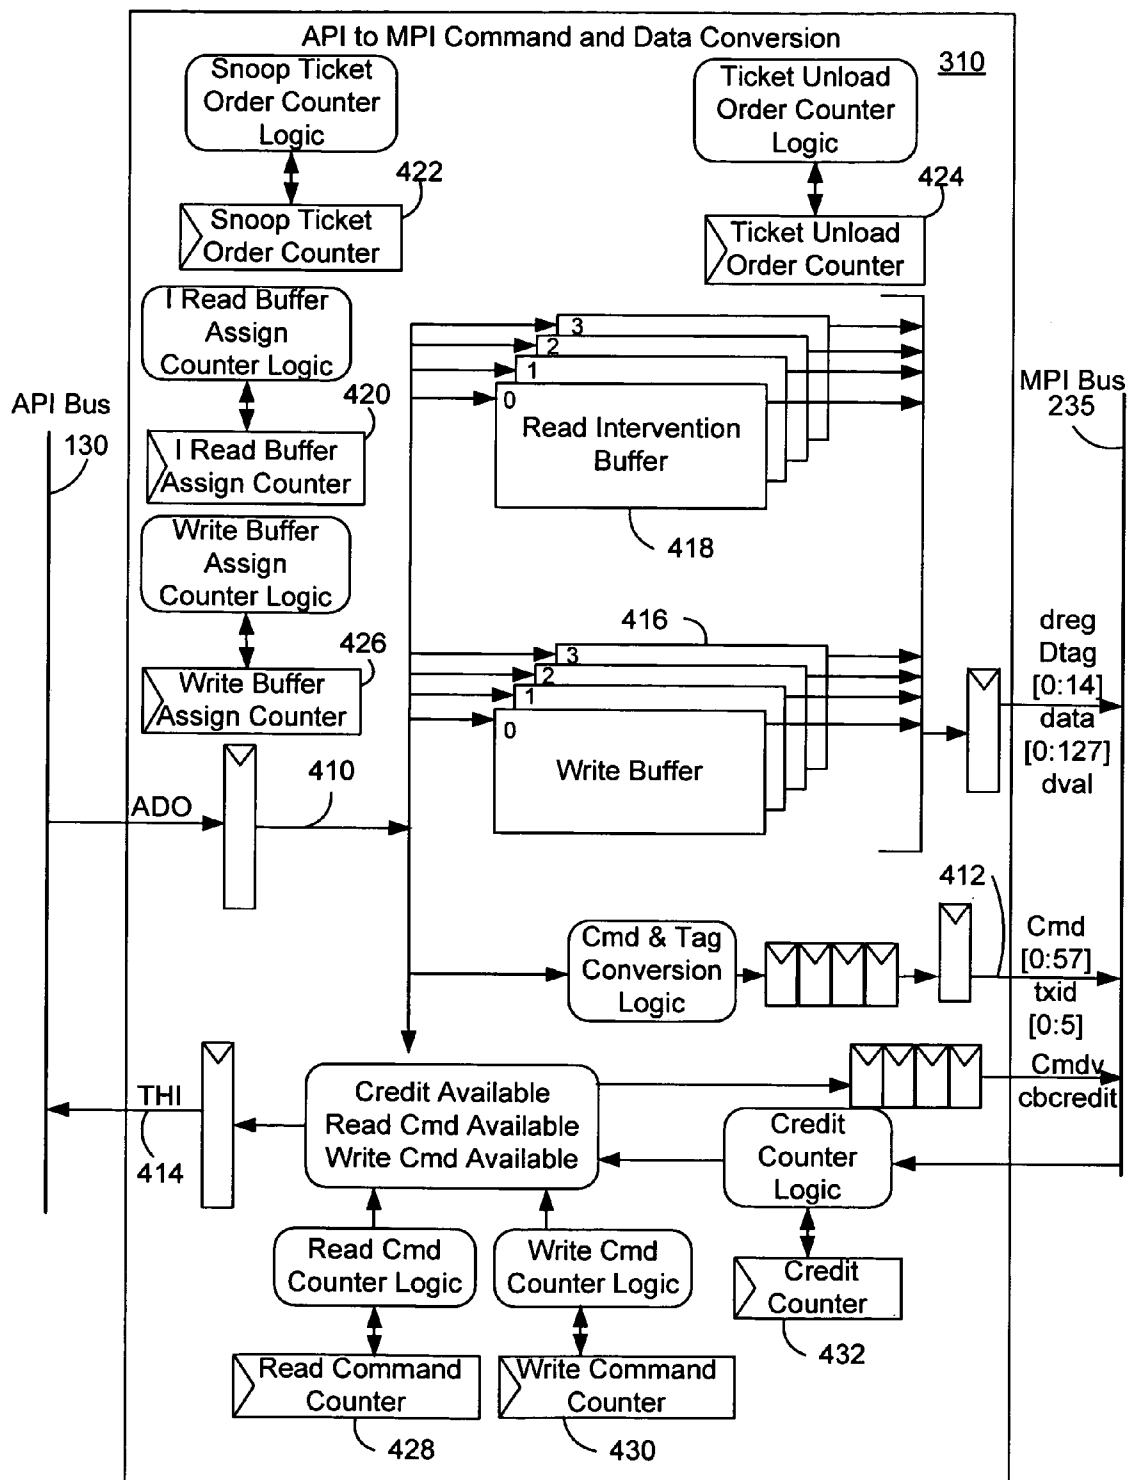 API to MPI Command and Data Conversion
310
Snoop Ticket
Order Counter
Logic
Ticket Unload
Order Counter
Logic
422
424
Snoop Ticket
Order Counter
Ticket Unload
Order Counter
I Read Buffer
Assign
Counter Logic
420
I Read Buffer
Assign Counter
API Bus
130
MPI Bus
235
3
2
1
0
Read Intervention
Buffer
418
Write Buffer
Assign
Counter Logic
426
Write Buffer
Assign Counter
416
3
2
1
0
Write Buffer
dreg
Dtag
[0:14]
data
[0:127]
dval
ADO
410
412
Cmd & Tag
Conversion
Logic
Cmd
[0:57]
txid
[0:5]
Cmdv
cbcredit
THI
414
Credit Available
Read Cmd Available
Write Cmd Available
Credit
Counter
Logic
Read Cmd
Counter Logic
Write Cmd
Counter Logic
Credit
Counter
432
Read Command
Counter
Write Command
Counter
428
430